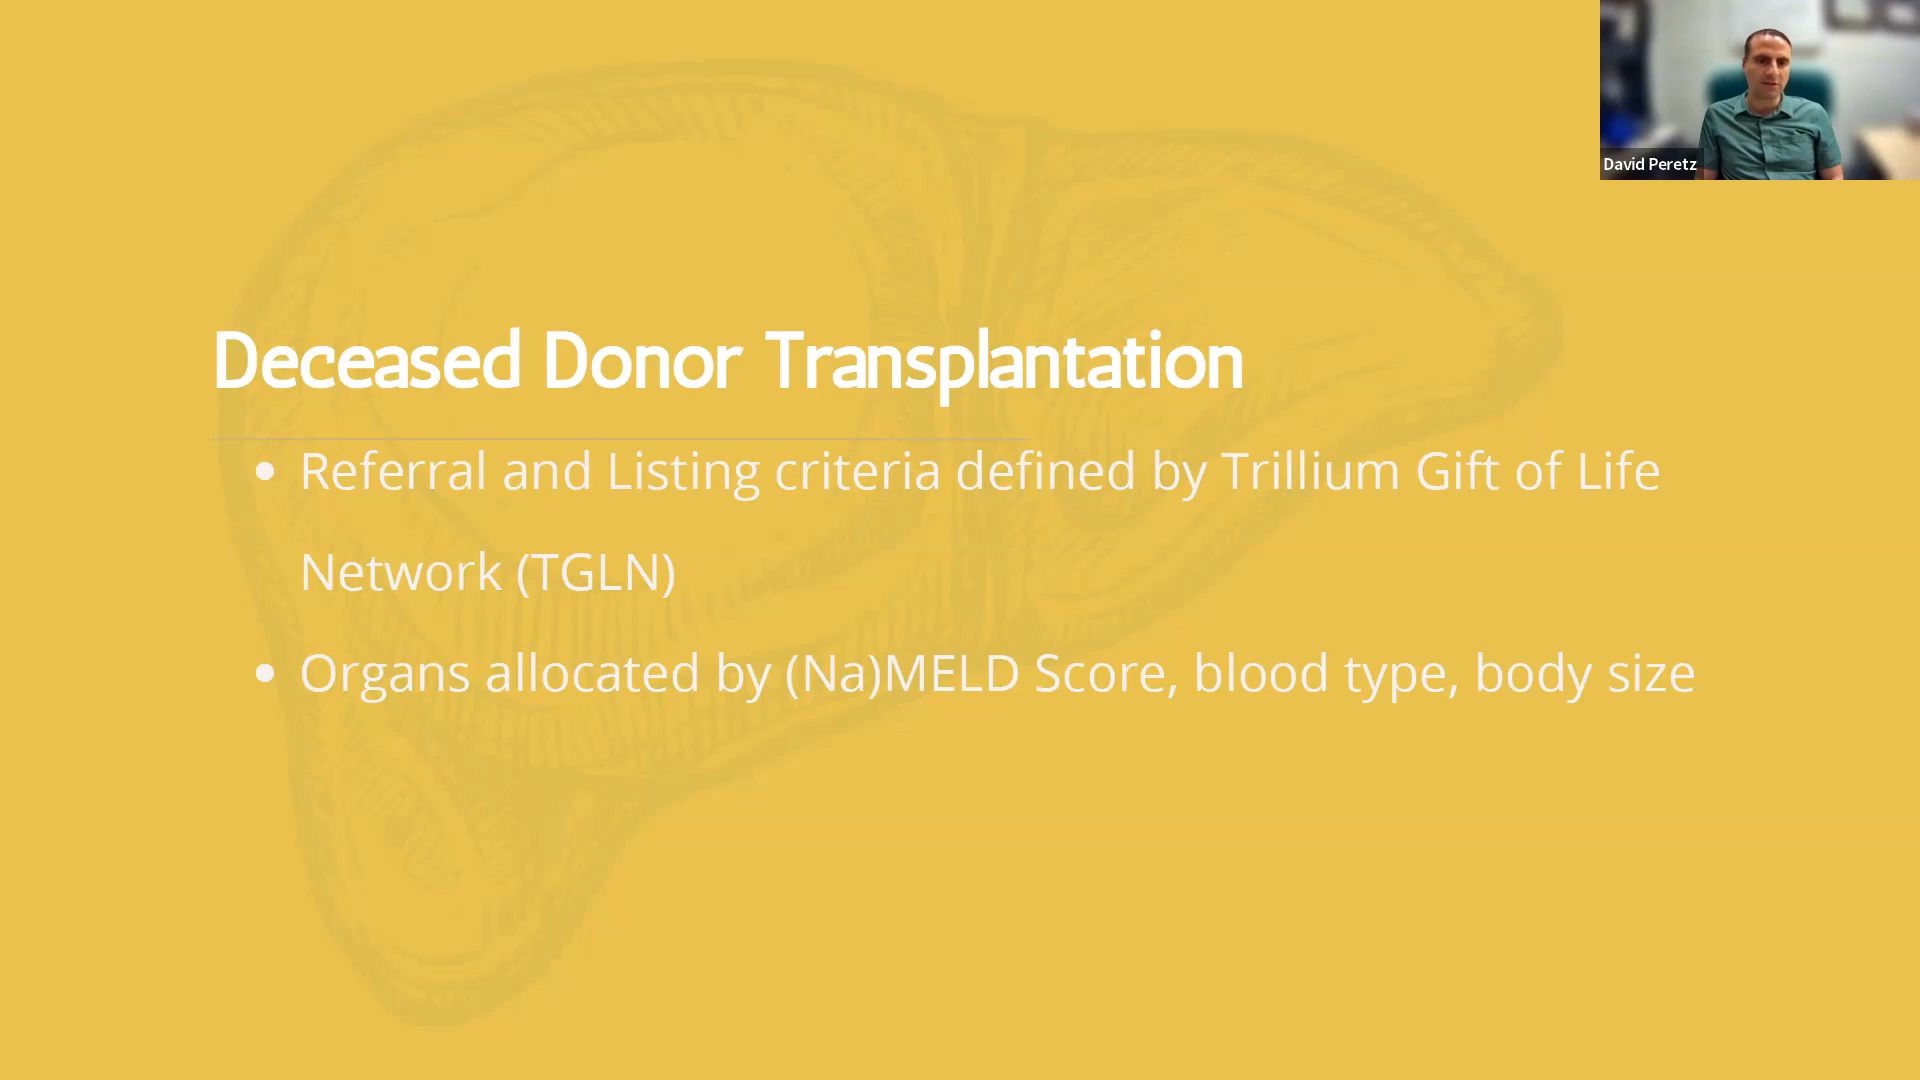 David Peretz
Deceased Donor Transplantation
• Referral and Listing criteria defined by Trillium Gift of Life
Network (TGLN)
• Organs allocated by (Na)MELD Score, blood type, body size